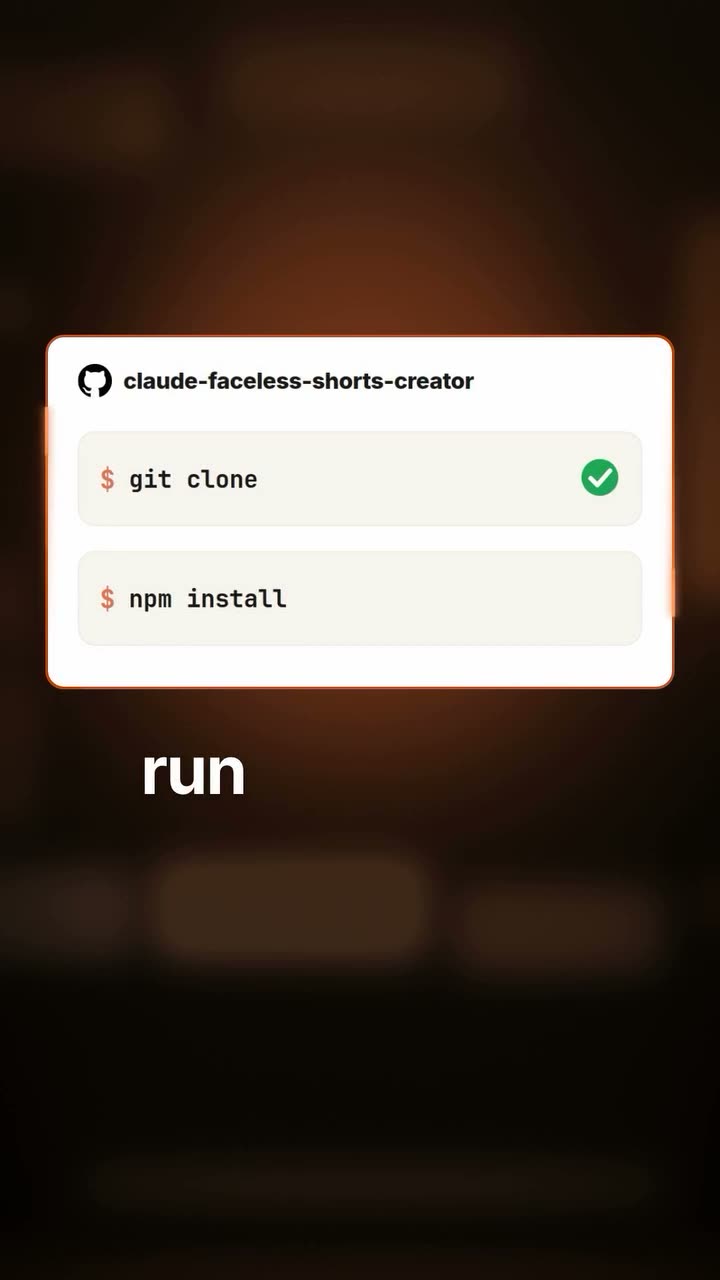 claude-faceless-shorts-creator
$ git clone
$ npm install
run